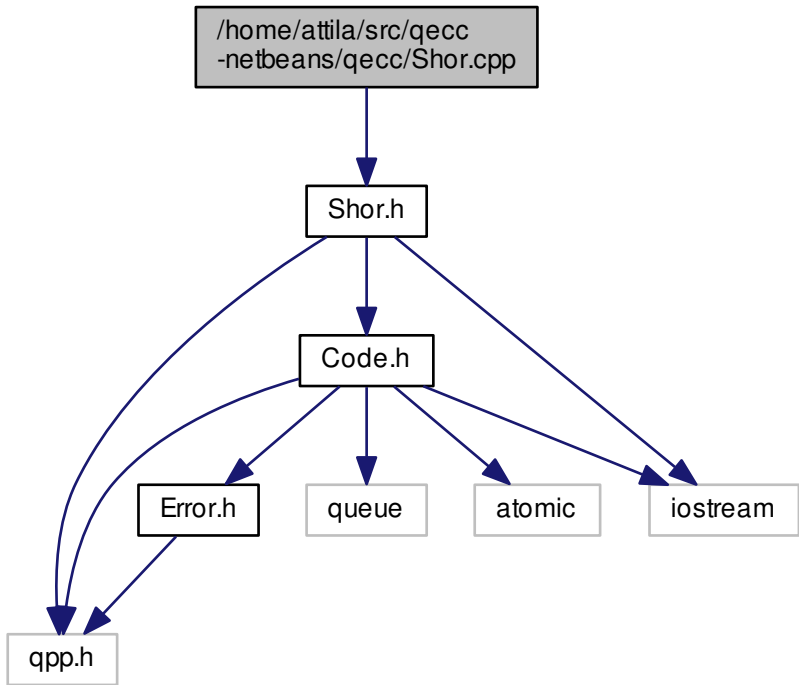 /home/attila/src/qecc
-netbeans/qecc/Shor.cpp
Shor.h
Code.h
Error.h
queue
atomic
iostream
qpp.h